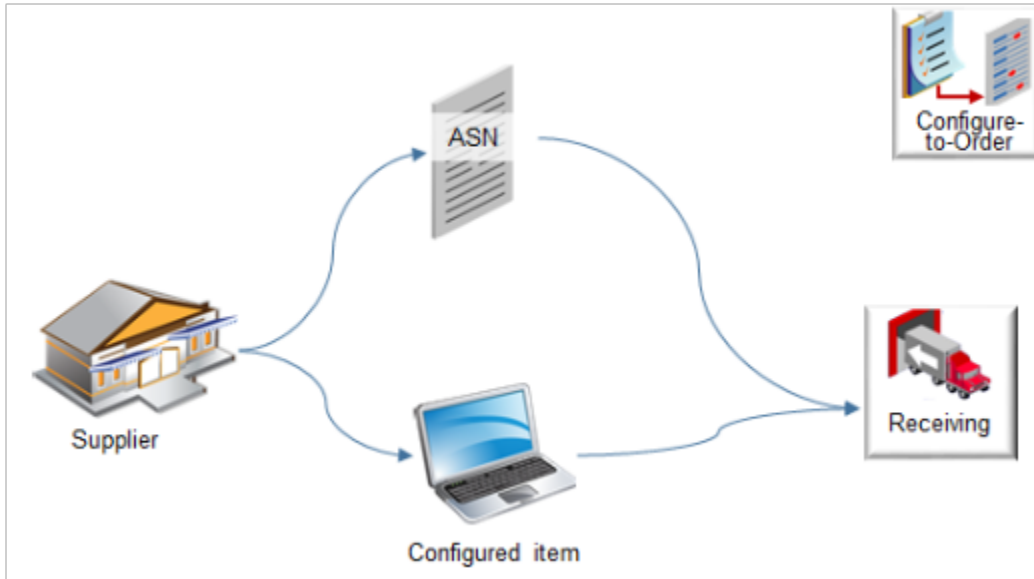 ASN
Configure-
to-Order
Supplier
Receiving
Configured item